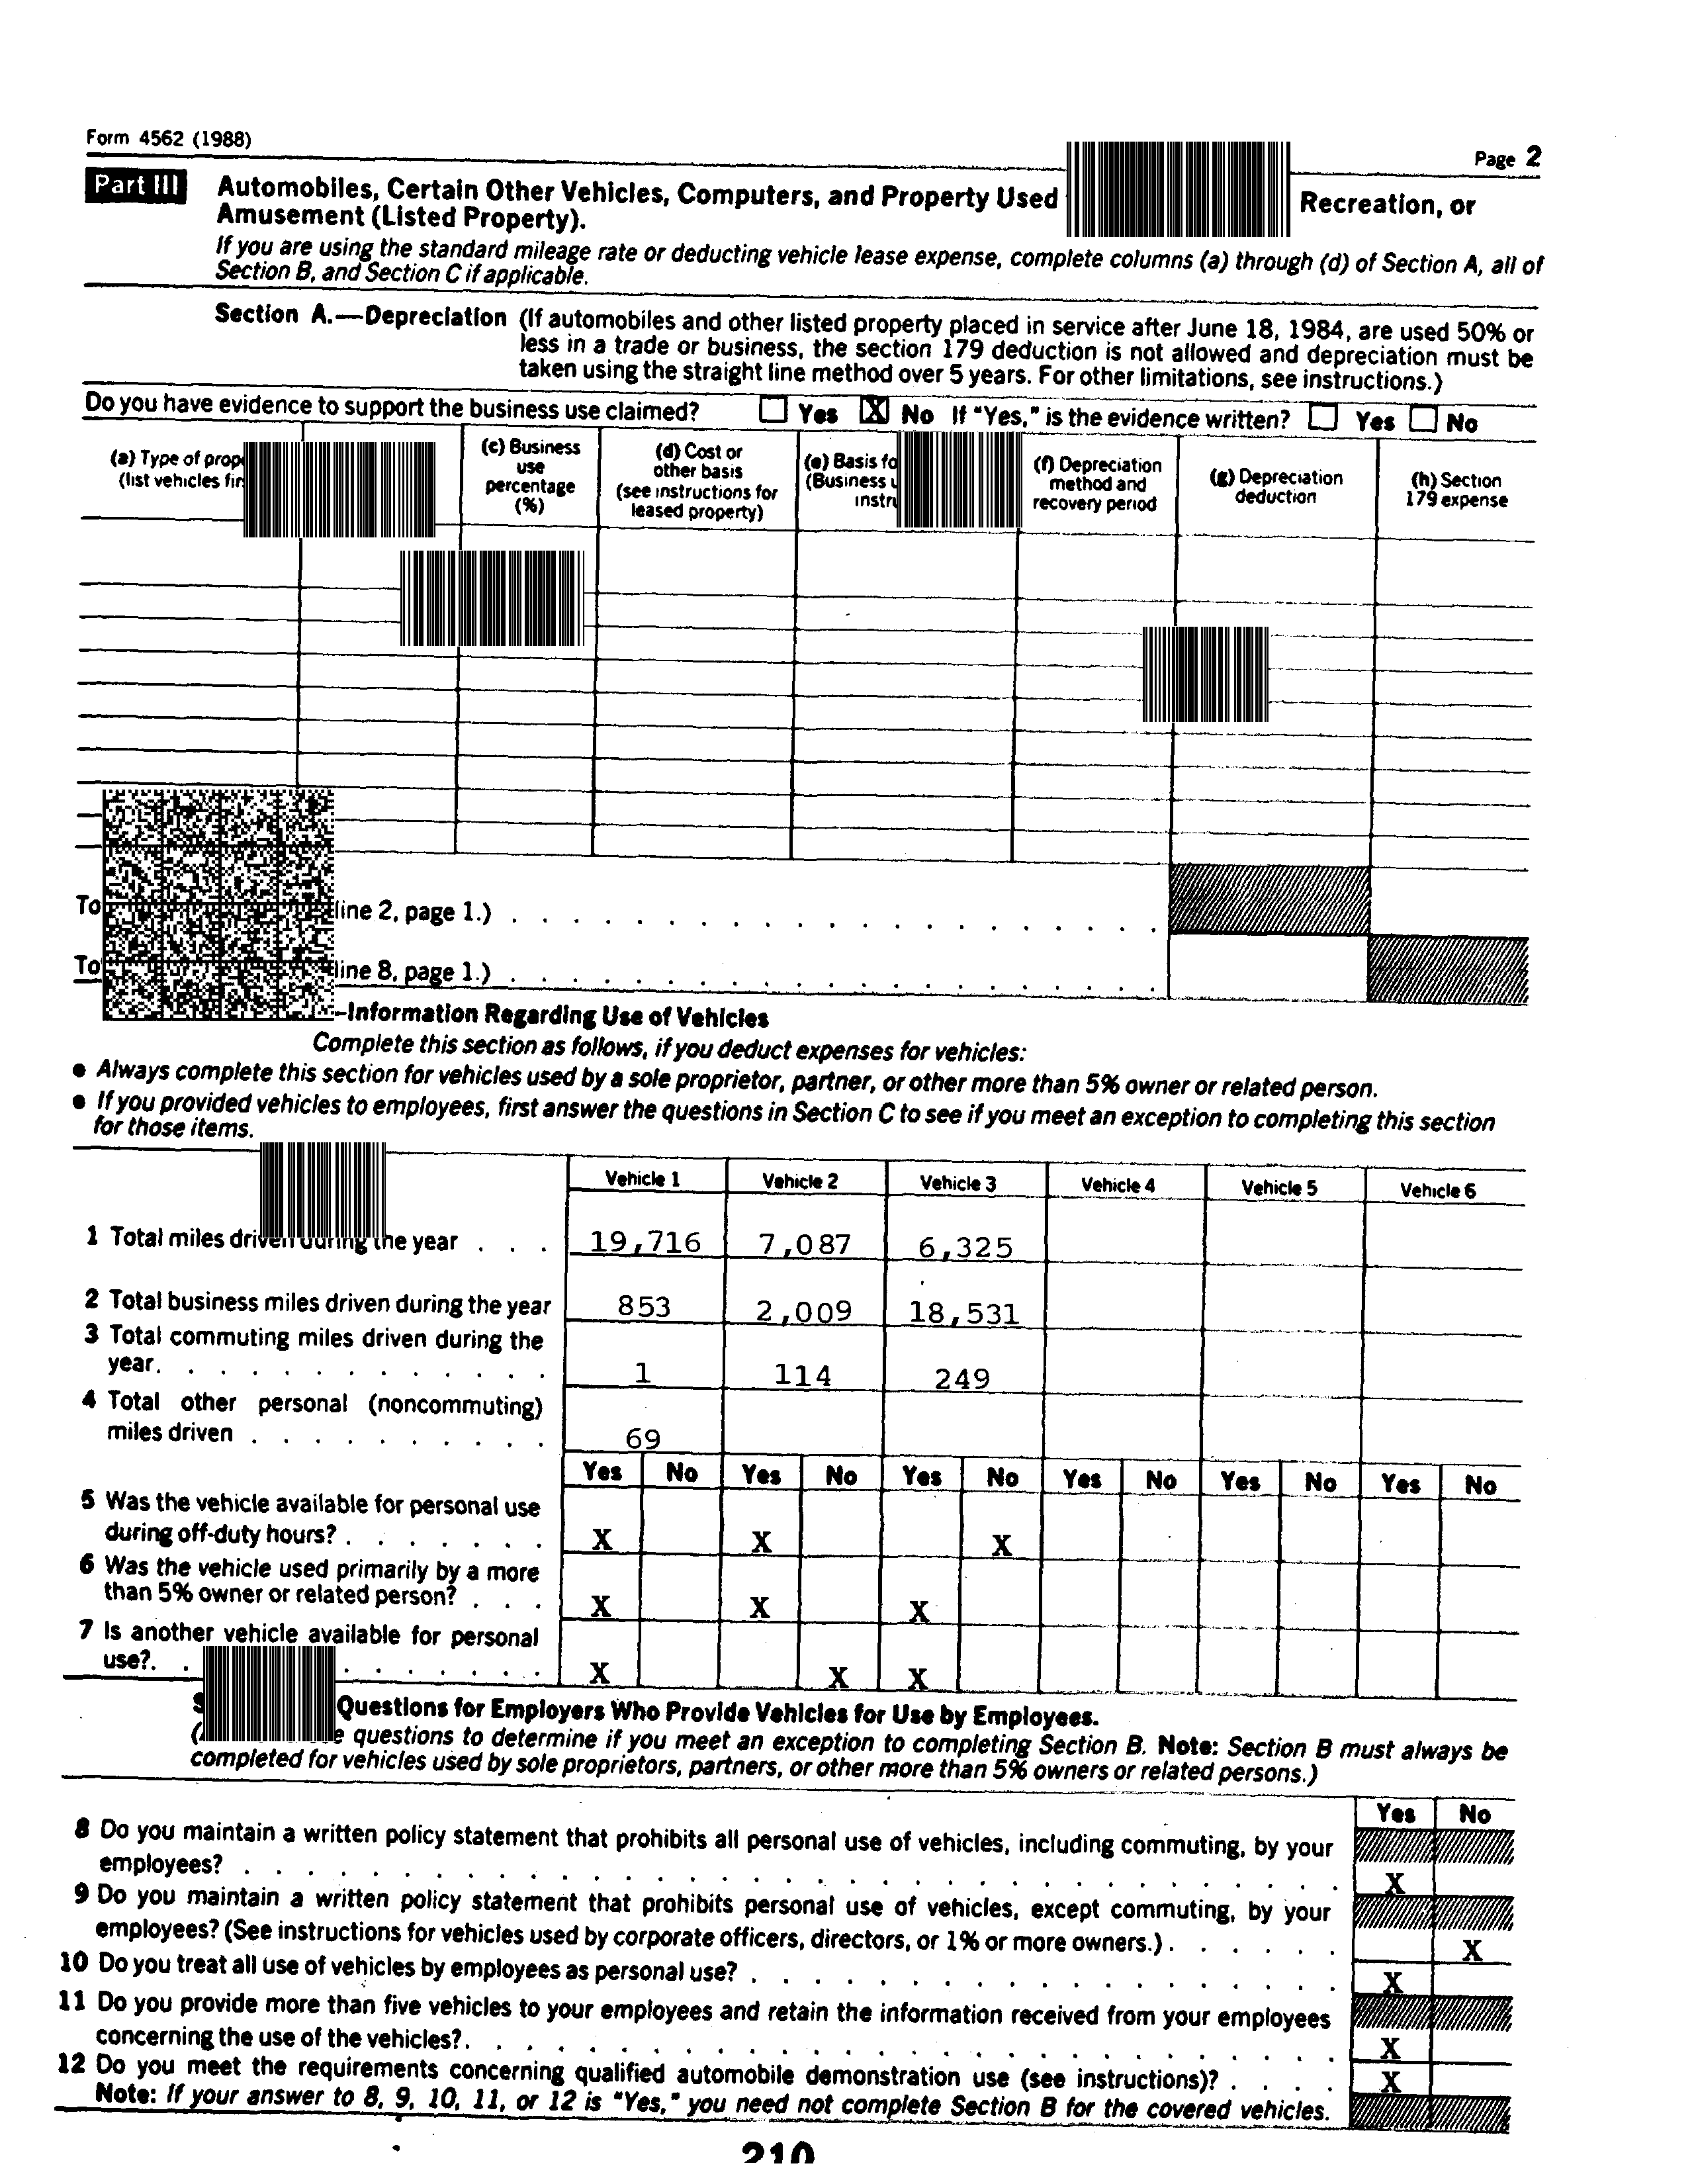 Form 4562 (1988)
Page 2
Part III Automobiles, Certain Other Vehicles, Computers, and Property Used Recreation, or
Amusement (Listed Property).
If you are using the standard mileage rate or deducting vehicle lease expense, complete columns (a) through (d) of Section A, all of
Section B, and Section C if applicable.
Section A.—Depreciation (If automobiles and other listed property placed in service after June 18, 1984, are used 50% or
less in a trade or business, the section 179 deduction is not allowed and depreciation must be
taken using the straight line method over 5 years. For other limitations, see instructions.)
Do you have evidence to support the business use claimed? Yes X No If "Yes," is the evidence written? Yes No
(a) Type of
(list vehicles
(c) Business
use
percentage
(%)
(d) Cost or
other basis
(see instructions for
leased property)
(e) Basis
(Business
(f) Depreciation
method and
recovery period
(g) Depreciation
deduction
(h) Section
179 expense
line 2, page 1.)
line 8, page 1.)
Information Regarding Use of Vehicles
Complete this section as follows, if you deduct expenses for vehicles:
● Always complete this section for vehicles used by a sole proprietor, partner, or other more than 5% owner or related person.
● If you provided vehicles to employees, first answer the questions in Section C to see if you meet an exception to completing this section
for those items.
Vehicle 1 Vehicle 2 Vehicle 3 Vehicle 4 Vehicle 5 Vehicle 6
1 Total miles driven during the year . . . 19,716 7,087 6,325
2 Total business miles driven during the year 853 2,009 18,531
3 Total commuting miles driven during the
year. . . . . . . . . . . . . 1 114 249
4 Total other personal (noncommuting)
miles driven . . . . . . . . . . 69
Yes No Yes No Yes No Yes No Yes No Yes No
5 Was the vehicle available for personal use
during off-duty hours? . . . . . . . X X X
6 Was the vehicle used primarily by a more
than 5% owner or related person? . . . X X X
7 Is another vehicle available for personal
use?. . . . . . . . . X X X
Questions for Employers Who Provide Vehicles for Use by Employees.
questions to determine if you meet an exception to completing Section B. Note: Section B must always be
completed for vehicles used by sole proprietors, partners, or other more than 5% owners or related persons.)
Yes No
8 Do you maintain a written policy statement that prohibits all personal use of vehicles, including commuting, by your
employees? . . . . . . . . . . X
9 Do you maintain a written policy statement that prohibits personal use of vehicles, except commuting, by your
employees? (See instructions for vehicles used by corporate officers, directors, or 1% or more owners.) . . . . . . X
10 Do you treat all use of vehicles by employees as personal use? . . . . . . . . . . X
11 Do you provide more than five vehicles to your employees and retain the information received from your employees
concerning the use of the vehicles?. . . . . . . . . . X
12 Do you meet the requirements concerning qualified automobile demonstration use (see instructions)? . . . . X
Note: If your answer to 8, 9, 10, 11, or 12 is "Yes," you need not complete Section B for the covered vehicles.
210